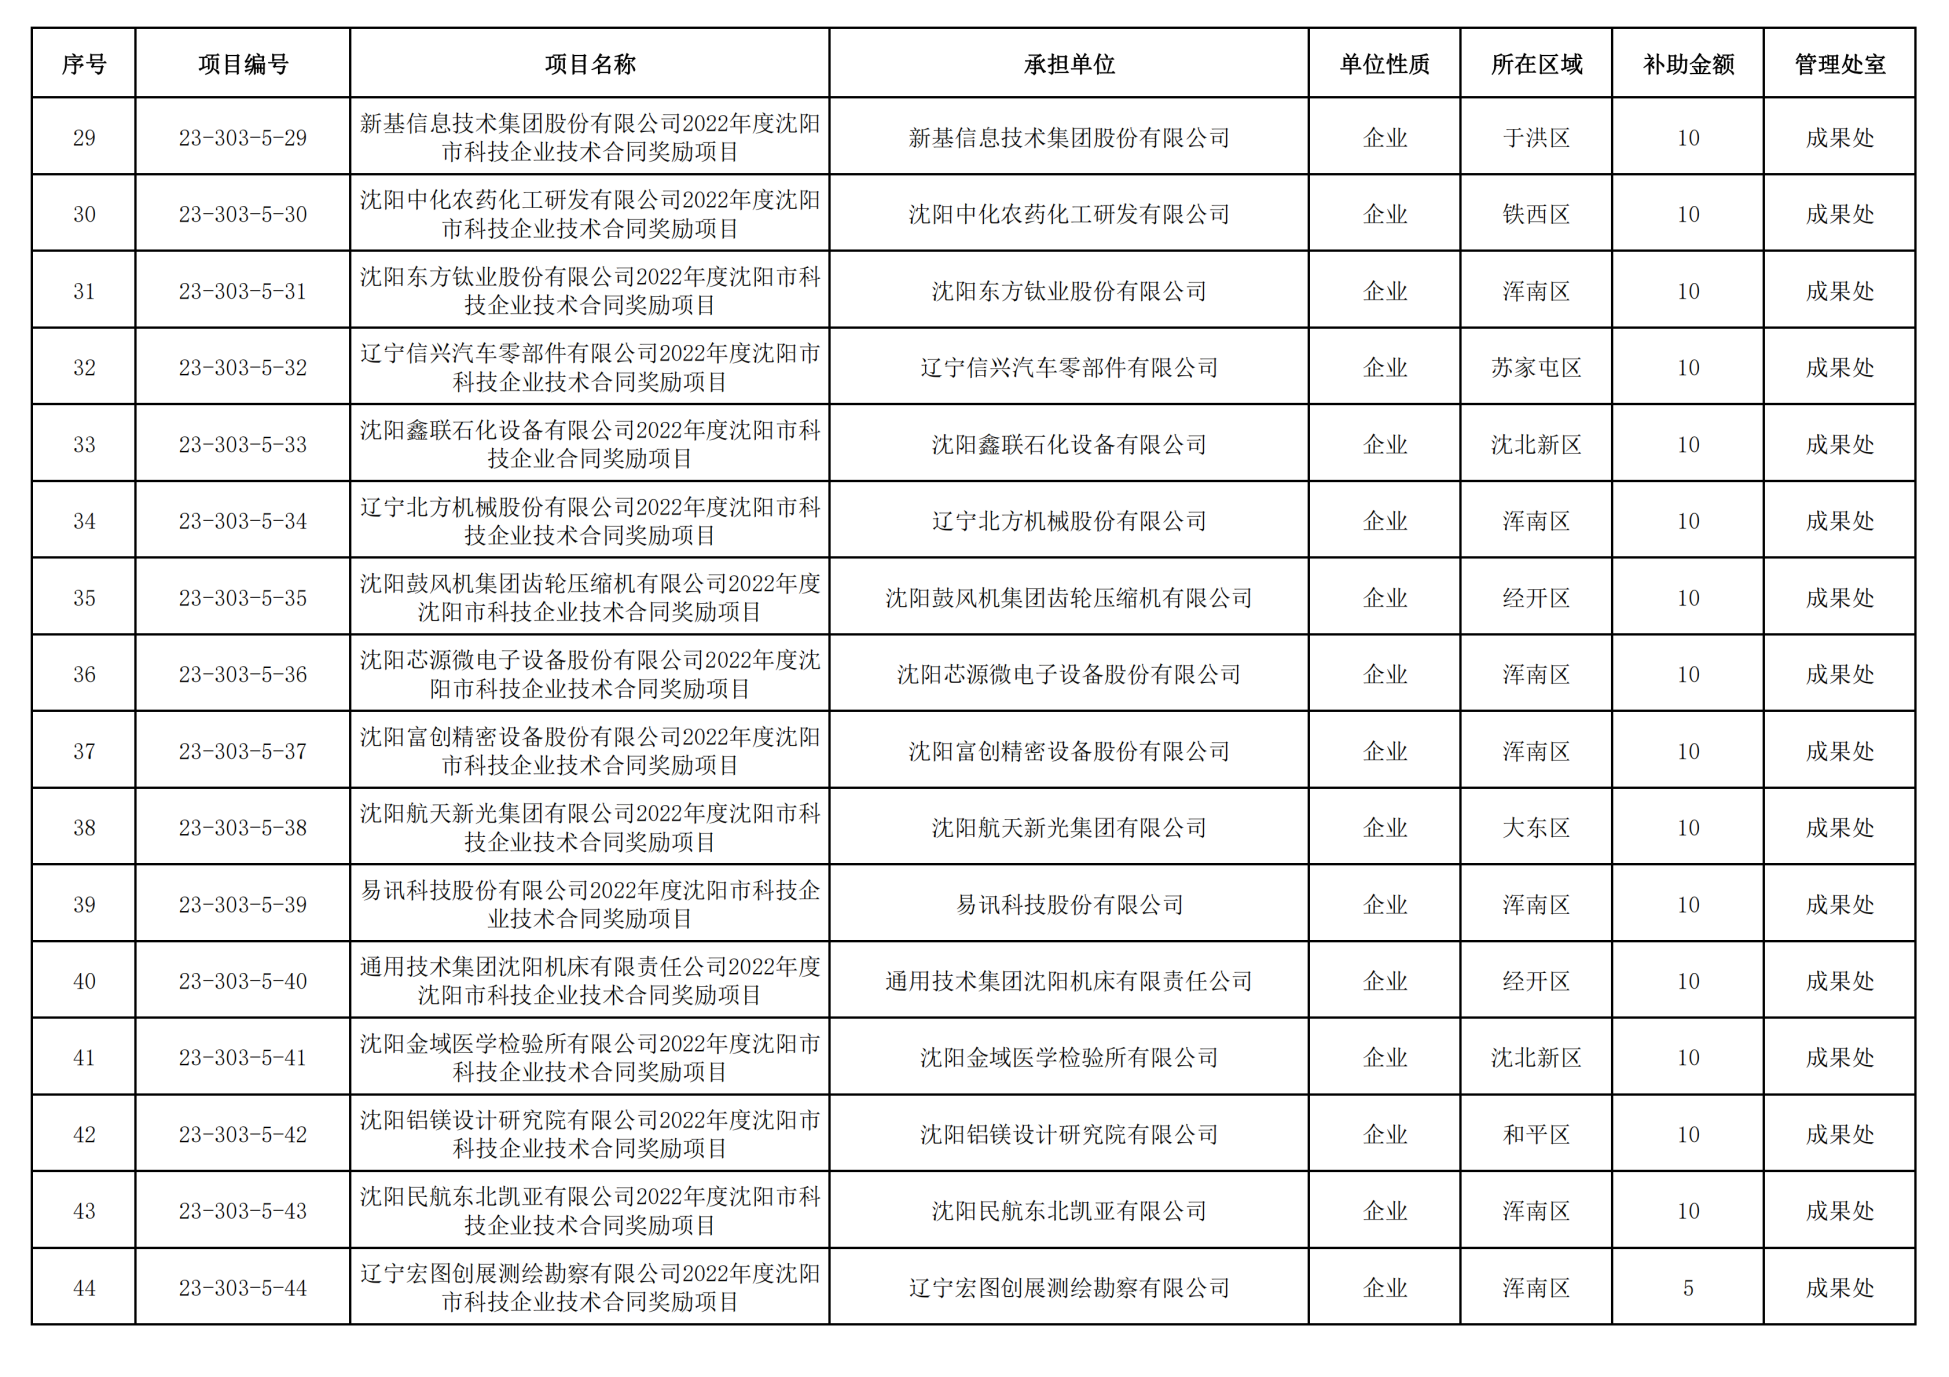 序号 项目编号 项目名称 承担单位 单位性质 所在区域 补助金额 管理处室
29 23-303-5-29 新基信息技术集团股份有限公司2022年度沈阳
市科技企业技术合同奖励项目 新基信息技术集团股份有限公司 企业 于洪区 10 成果处
30 23-303-5-30 沈阳中化农药化工研发有限公司2022年度沈阳
市科技企业技术合同奖励项目 沈阳中化农药化工研发有限公司 企业 铁西区 10 成果处
31 23-303-5-31 沈阳东方钛业股份有限公司2022年度沈阳市科
技企业技术合同奖励项目 沈阳东方钛业股份有限公司 企业 浑南区 10 成果处
32 23-303-5-32 辽宁信兴汽车零部件有限公司2022年度沈阳市
科技企业技术合同奖励项目 辽宁信兴汽车零部件有限公司 企业 苏家屯区 10 成果处
33 23-303-5-33 沈阳鑫联石化设备有限公司2022年度沈阳市科
技企业合同奖励项目 沈阳鑫联石化设备有限公司 企业 沈北新区 10 成果处
34 23-303-5-34 辽宁北方机械股份有限公司2022年度沈阳市科
技企业技术合同奖励项目 辽宁北方机械股份有限公司 企业 浑南区 10 成果处
35 23-303-5-35 沈阳鼓风机集团齿轮压缩机有限公司2022年度
沈阳市科技企业技术合同奖励项目 沈阳鼓风机集团齿轮压缩机有限公司 企业 经开区 10 成果处
36 23-303-5-36 沈阳芯源微电子设备股份有限公司2022年度沈
阳市科技企业技术合同奖励项目 沈阳芯源微电子设备股份有限公司 企业 浑南区 10 成果处
37 23-303-5-37 沈阳富创精密设备股份有限公司2022年度沈阳
市科技企业技术合同奖励项目 沈阳富创精密设备股份有限公司 企业 浑南区 10 成果处
38 23-303-5-38 沈阳航天新光集团有限公司2022年度沈阳市科
技企业技术合同奖励项目 沈阳航天新光集团有限公司 企业 大东区 10 成果处
39 23-303-5-39 易讯科技股份有限公司2022年度沈阳市科技企
业技术合同奖励项目 易讯科技股份有限公司 企业 浑南区 10 成果处
40 23-303-5-40 通用技术集团沈阳机床有限责任公司2022年度
沈阳市科技企业技术合同奖励项目 通用技术集团沈阳机床有限责任公司 企业 经开区 10 成果处
41 23-303-5-41 沈阳金域医学检验所有限公司2022年度沈阳市
科技企业技术合同奖励项目 沈阳金域医学检验所有限公司 企业 沈北新区 10 成果处
42 23-303-5-42 沈阳铝镁设计研究院有限公司2022年度沈阳市
科技企业技术合同奖励项目 沈阳铝镁设计研究院有限公司 企业 和平区 10 成果处
43 23-303-5-43 沈阳民航东北凯亚有限公司2022年度沈阳市科
技企业技术合同奖励项目 沈阳民航东北凯亚有限公司 企业 浑南区 10 成果处
44 23-303-5-44 辽宁宏图创展测绘勘察有限公司2022年度沈阳
市科技企业技术合同奖励项目 辽宁宏图创展测绘勘察有限公司 企业 浑南区 5 成果处